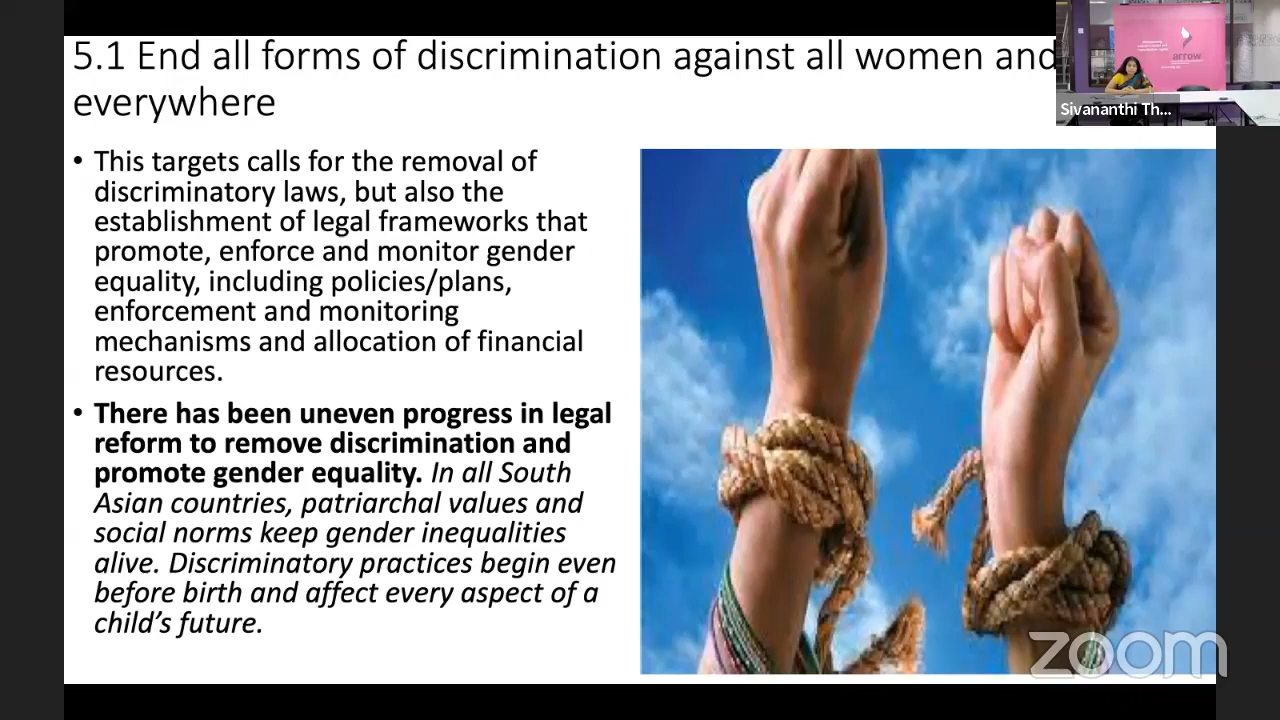 5.1 End all forms of discrimination against all women and
everywhere
• This targets calls for the removal of
discriminatory laws, but also the
establishment of legal frameworks that
promote, enforce and monitor gender
equality, including policies/plans,
enforcement and monitoring
mechanisms and allocation of financial
resources.
• There has been uneven progress in legal
reform to remove discrimination and
promote gender equality. In all South
Asian countries, patriarchal values and
social norms keep gender inequalities
alive. Discriminatory practices begin even
before birth and affect every aspect of a
child's future.
arrow
Sivananthi Th...
zoom